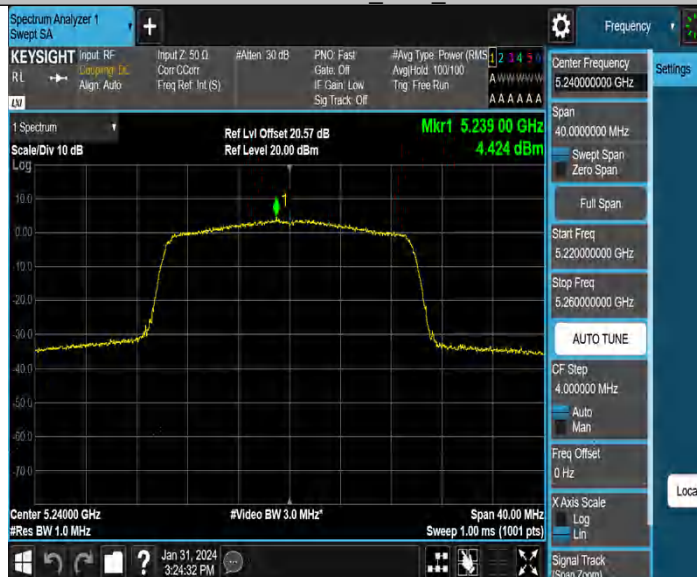 Spectrum Analyzer 1
Swept SA
+
Frequency
KEYSIGHT
RL
LXI
Input: RF
Coupling: DC
Align: Auto
Input Z: 50 Ω
Corr CCorr
Freq Ref: Int (S)
#Atten: 30 dB
PNO: Fast
Gate: Off
IF Gain: Low
Sig Track: Off
#Avg Type: Power (RMS
Avg|Hold: 100/100
Trig: Free Run
1 2 3 4 5 6
A W W W W W
A A A A A A
1 Spectrum
Scale/Div 10 dB
Log
Ref Lvl Offset 20.57 dB
Ref Level 20.00 dBm
Mkr1 5.239 00 GHz
4.424 dBm
1
10.0
0.00
-10.0
-20.0
-30.0
-40.0
-50.0
-60.0
-70.0
Center 5.24000 GHz
#Res BW 1.0 MHz
#Video BW 3.0 MHz*
Span 40.00 MHz
Sweep 1.00 ms (1001 pts)
Jan 31, 2024
3:24:32 PM
Center Frequency
5.240000000 GHz
Span
40.0000000 MHz
Swept Span
Zero Span
Full Span
Start Freq
5.220000000 GHz
Stop Freq
5.260000000 GHz
AUTO TUNE
CF Step
4.000000 MHz
Auto
Man
Freq Offset
0 Hz
X Axis Scale
Log
Lin
Signal Track
(Span Zoom)
Settings
Loca